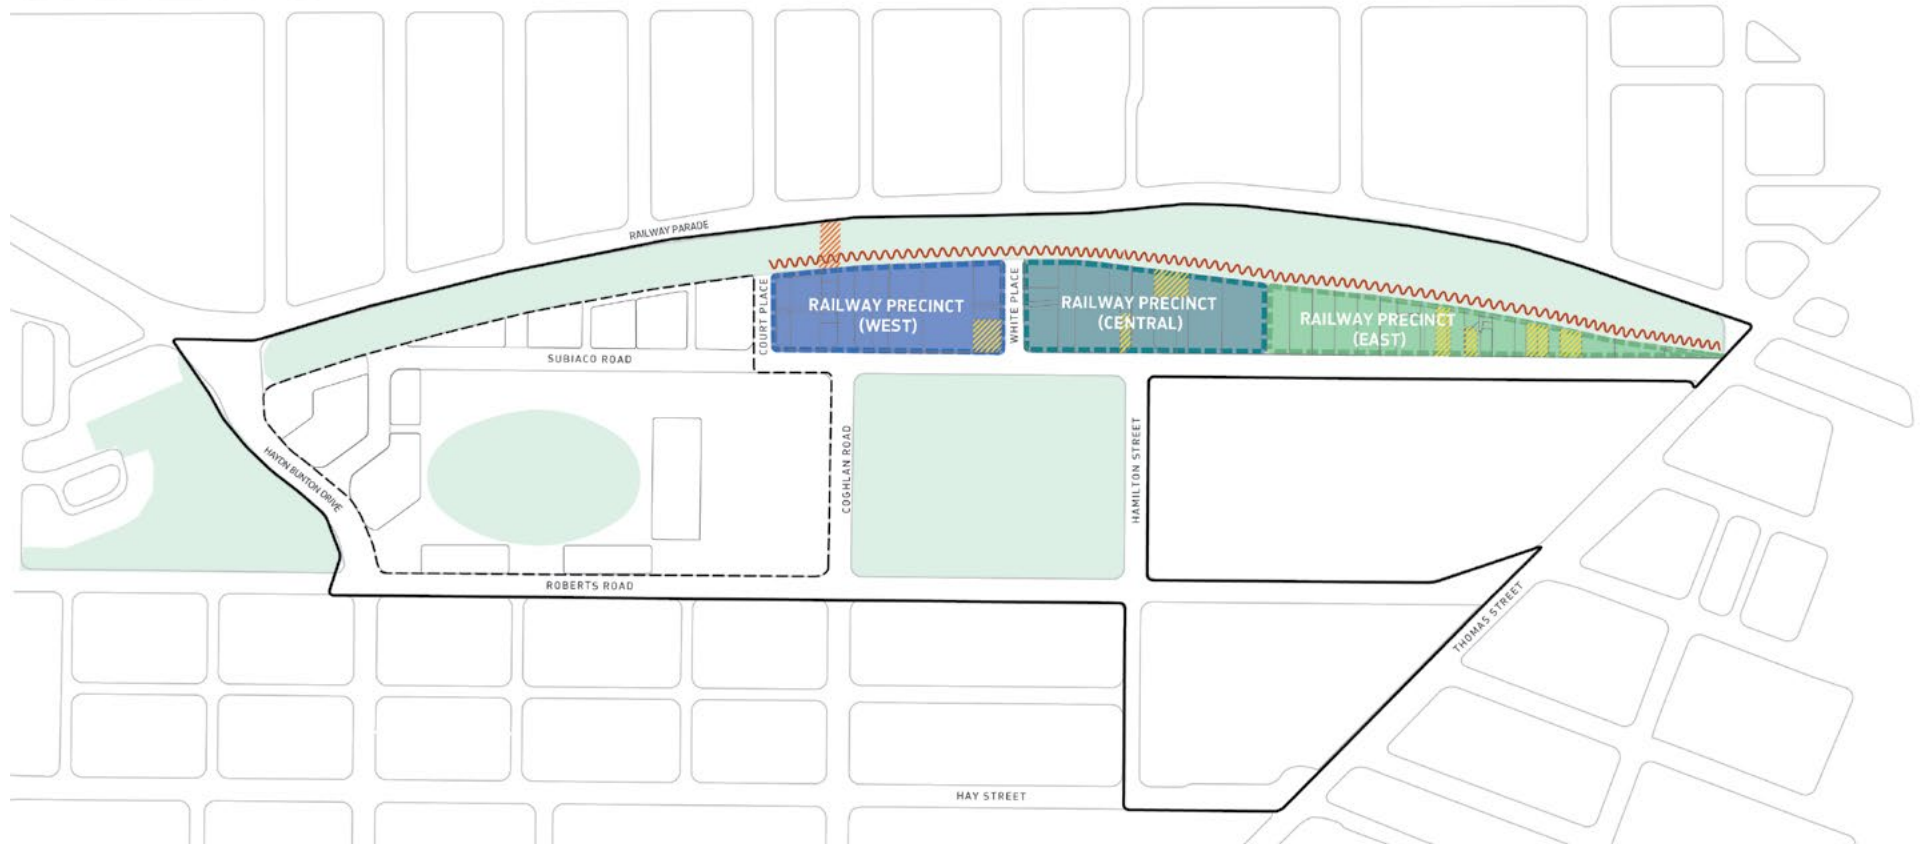 RAILWAY PARADE
COURT PLACE
RAILWAY PRECINCT
(WEST)
WHITE PLACE
RAILWAY PRECINCT
(CENTRAL)
RAILWAY PRECINCT
(EAST)
SUBIACO ROAD
HAYDN BUNTON DRIVE
COGHLAN ROAD
HAMILTON STREET
ROBERTS ROAD
THOMAS STREET
HAY STREET